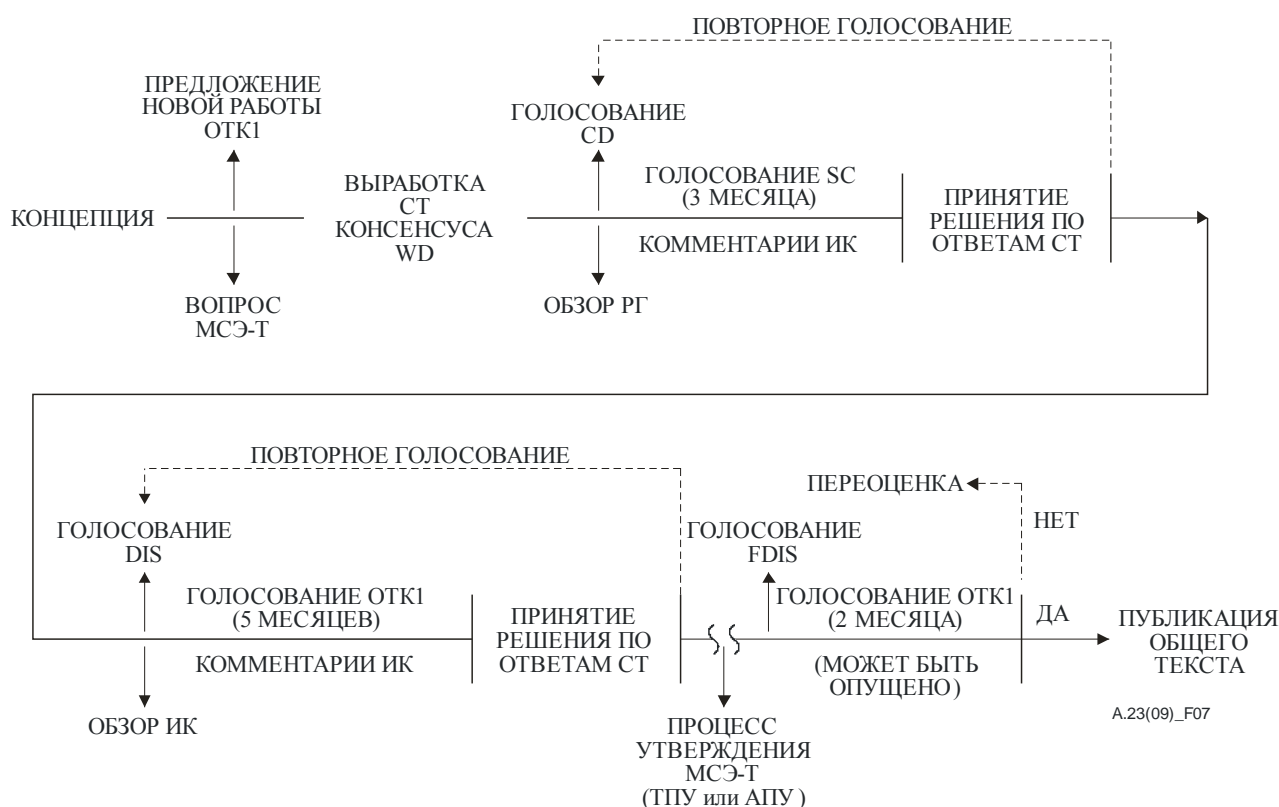 ПОВТОРНОЕ ГОЛОСОВАНИЕ
ПРЕДЛОЖЕНИЕ
НОВОЙ РАБОТЫ
ОТК1
ГОЛОСОВАНИЕ
CD
КОНЦЕПЦИЯ
ВЫРАБОТКА
СТ
КОНСЕНСУСА
WD
ГОЛОСОВАНИЕ SC
(3 МЕСЯЦА)
КОММЕНТАРИИ ИК
ПРИНЯТИЕ
РЕШЕНИЯ ПО
ОТВЕТАМ СТ
ВОПРОС
МСЭ-Т
ОБЗОР РГ
ПОВТОРНОЕ ГОЛОСОВАНИЕ
ПЕРЕОЦЕНКА
НЕТ
ГОЛОСОВАНИЕ
DIS
ГОЛОСОВАНИЕ
FDIS
ГОЛОСОВАНИЕ ОТК1
(5 МЕСЯЦЕВ)
КОММЕНТАРИИ ИК
ПРИНЯТИЕ
РЕШЕНИЯ ПО
ОТВЕТАМ СТ
ГОЛОСОВАНИЕ ОТК1
(2 МЕСЯЦА)
(МОЖЕТ БЫТЬ
ОПУЩЕНО)
ДА
ПУБЛИКАЦИЯ
ОБЩЕГО
ТЕКСТА
ОБЗОР ИК
ПРОЦЕСС
УТВЕРЖДЕНИЯ
МСЭ-Т
(ТПУ или АПУ)
A.23(09)_F07